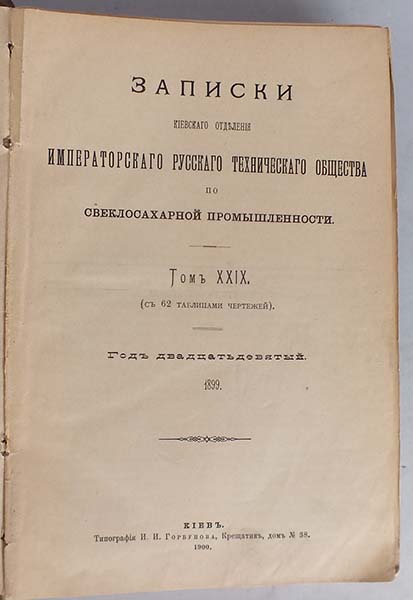 ЗАПИСКИ
КІЕВСКАГО ОТДѢЛЕНІЯ
ИМПЕРАТОРСКАГО РУССКАГО ТЕХНИЧЕСКАГО ОБЩЕСТВА
ПО
СВЕКЛОСАХАРНОЙ ПРОМЫШЛЕННОСТИ.
Томъ XXIX.
(СЪ 62 ТАБЛИЦАМИ ЧЕРТЕЖЕЙ).
Годъ двадцатьдевятый.
1899.
КІЕВЪ.
Типографія И. И. Горбунова, Крещатик, домъ № 38.
1900.